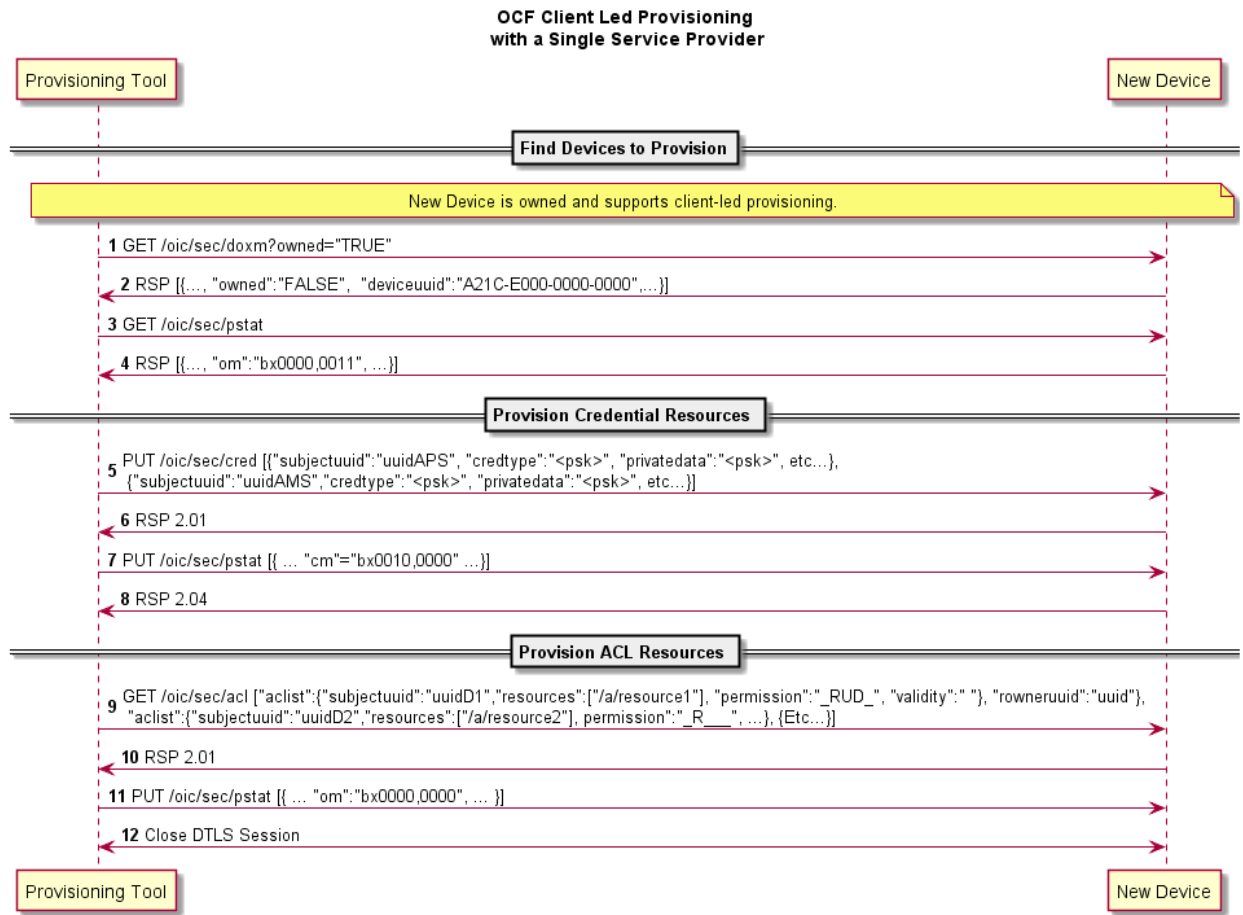 OCF Client Led Provisioning
with a Single Service Provider
Provisioning Tool
New Device
Find Devices to Provision
New Device is owned and supports client-led provisioning.
1 GET /oic/sec/doxm?owned="TRUE"
2 RSP [{..., "owned":"FALSE",  "deviceuuid":"A21C-E000-0000-0000",...}]
3 GET /oic/sec/pstat
4 RSP [{..., "om":"bx0000,0011", ...}]
Provision Credential Resources
5 PUT /oic/sec/cred [{"subjectuuid":"uuidAPS", "credtype":"<psk>", "privatedata":"<psk>", etc...},
{"subjectuuid":"uuidAMS","credtype":"<psk>", "privatedata":"<psk>", etc...}]
6 RSP 2.01
7 PUT /oic/sec/pstat [{ ... "cm"="bx0010,0000" ...}]
8 RSP 2.04
Provision ACL Resources
9 GET /oic/sec/acl ["aclist":{"subjectuuid":"uuidD1","resources":["/a/resource1"], "permission":"_RUD_", "validity":" "}, "rowneruuid":"uuid"},
"aclist":{"subjectuuid":"uuidD2","resources":["/a/resource2"], permission":"_R___", ...}, {Etc...}]
10 RSP 2.01
11 PUT /oic/sec/pstat [{ ... "om":"bx0000,0000", ... }]
12 Close DTLS Session
Provisioning Tool
New Device